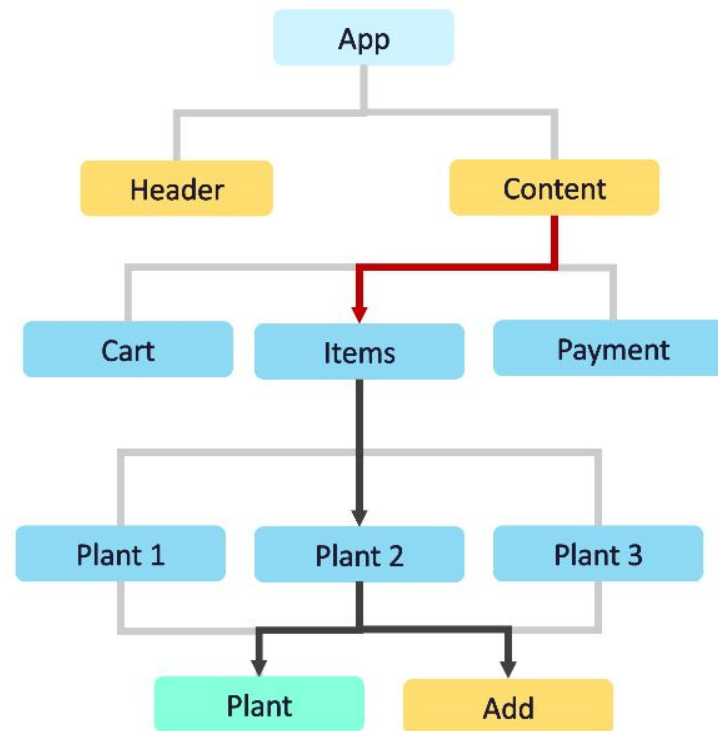 App
Header
Content
Cart
Items
Payment
Plant 1
Plant 2
Plant 3
Plant
Add